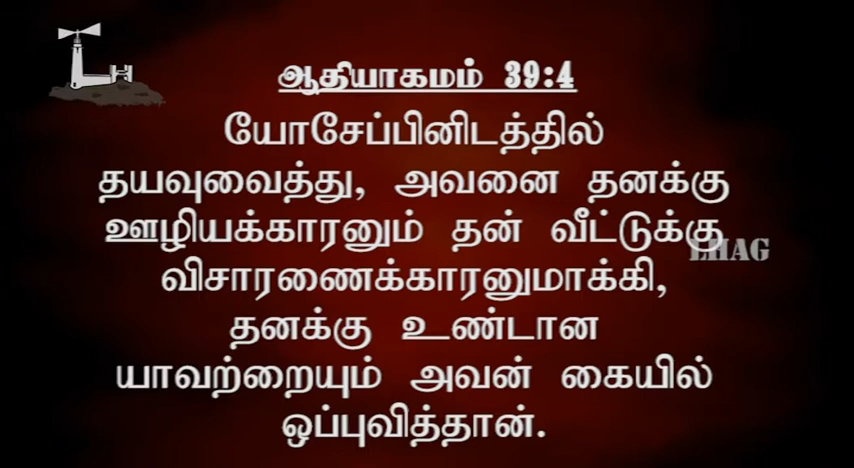 ஆதியாகமம் 39:4
யோசேப்பினிடத்தில்
தயவுவைத்து, அவனை தனக்கு
ஊழியக்காரனும் தன் வீட்டுக்கு
LHAG
விசாரணைக்காரனுமாக்கி,
தனக்கு உண்டான
யாவற்றையும் அவன் கையில்
ஒப்புவித்தான்.